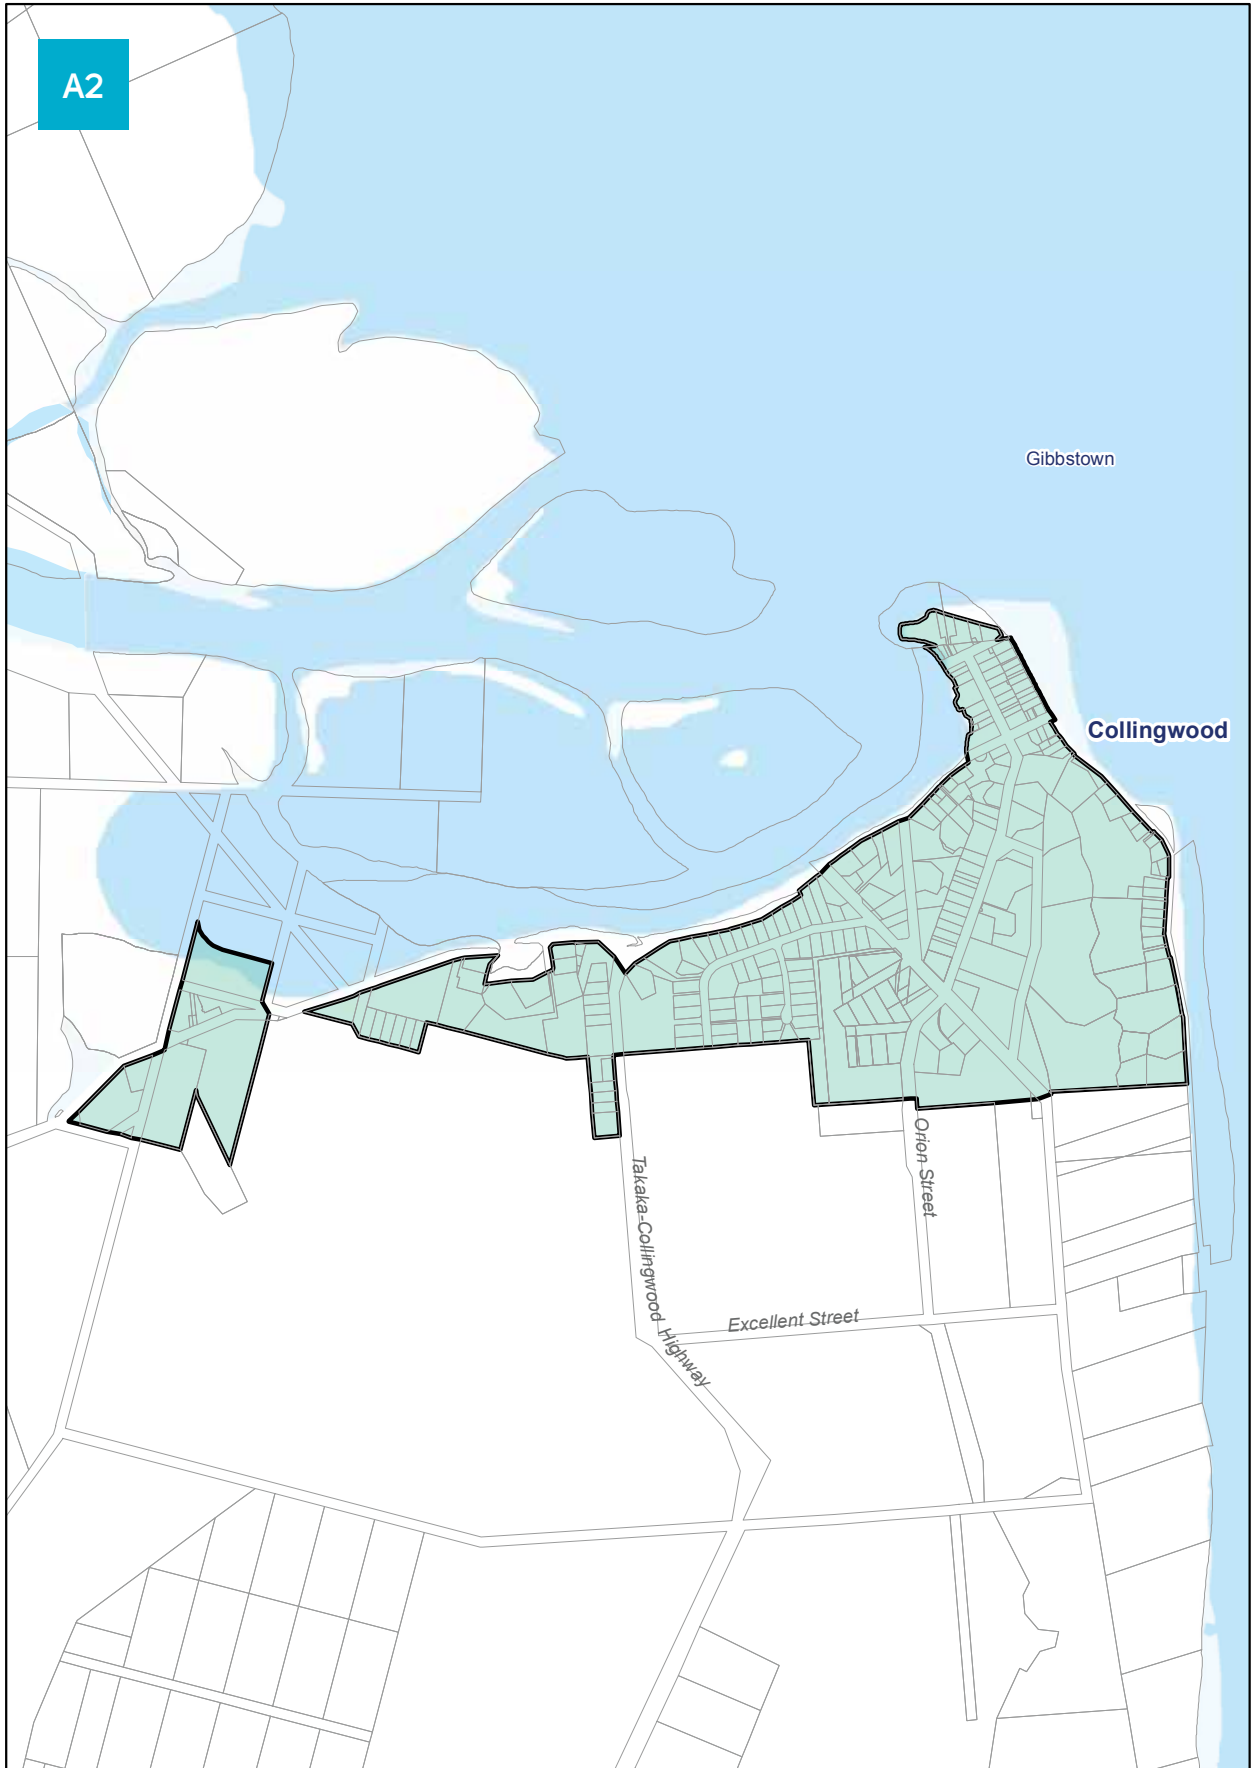 A2
Gibbstown
Collingwood
Orion Street
Takaka-Collingwood Highway
Excellent Street